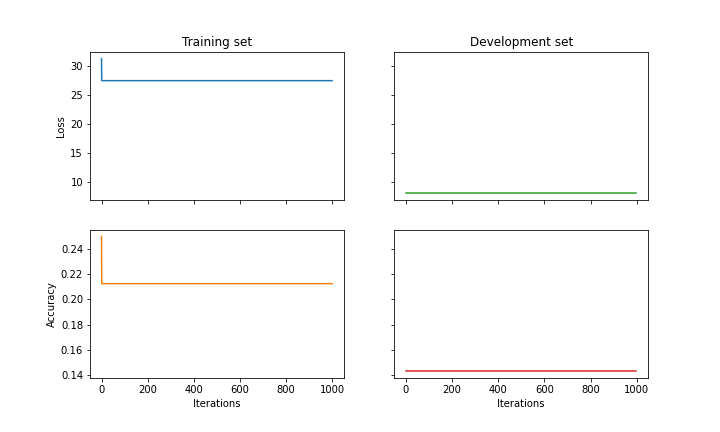 Training set
Development set
30
25
20
15
10
Loss
0.24
0.22
0.20
0.18
0.16
0.14
Accuracy
0 200 400 600 800 1000
0 200 400 600 800 1000
Iterations
Iterations